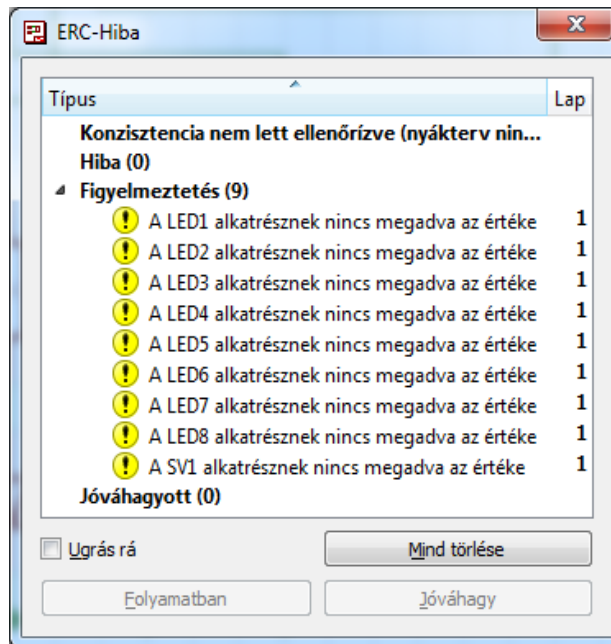 ERC-Hiba
Típus Lap
Konzisztencia nem lett ellenőrízve (nyákterv nin...
Hiba (0)
Figyelmeztetés (9)
A LED1 alkatrésznek nincs megadva az értéke 1
A LED2 alkatrésznek nincs megadva az értéke 1
A LED3 alkatrésznek nincs megadva az értéke 1
A LED4 alkatrésznek nincs megadva az értéke 1
A LED5 alkatrésznek nincs megadva az értéke 1
A LED6 alkatrésznek nincs megadva az értéke 1
A LED7 alkatrésznek nincs megadva az értéke 1
A LED8 alkatrésznek nincs megadva az értéke 1
A SV1 alkatrésznek nincs megadva az értéke 1
Jóváhagyott (0)
Ugrás rá Mind törlése
Folyamatban Jóváhagy